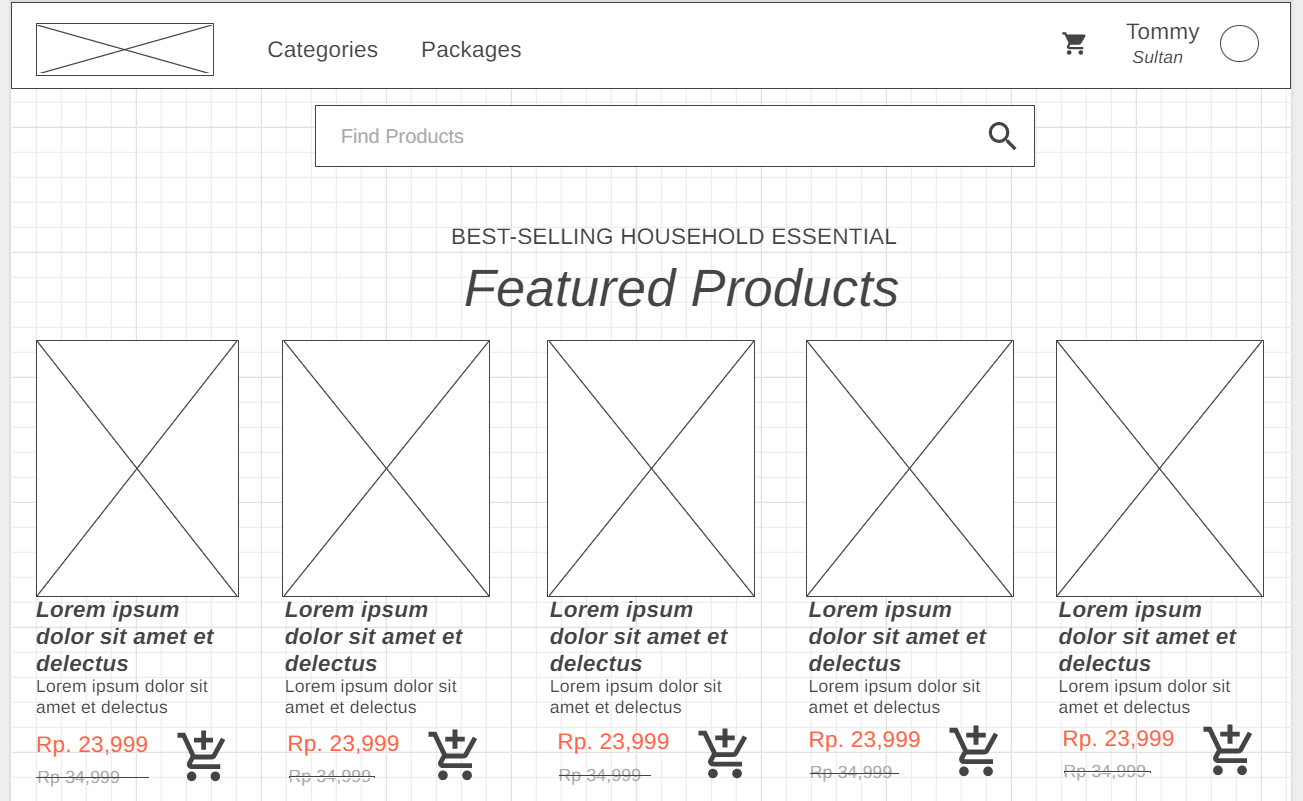 Categories Packages Tommy
Sultan
Find Products
BEST-SELLING HOUSEHOLD ESSENTIAL
Featured Products
Lorem ipsum
dolor sit amet et
delectus
Lorem ipsum dolor sit
amet et delectus
Rp. 23,999
Rp 34,999
Lorem ipsum
dolor sit amet et
delectus
Lorem ipsum dolor sit
amet et delectus
Rp. 23,999
Rp 34,999
Lorem ipsum
dolor sit amet et
delectus
Lorem ipsum dolor sit
amet et delectus
Rp. 23,999
Rp 34,999
Lorem ipsum
dolor sit amet et
delectus
Lorem ipsum dolor sit
amet et delectus
Rp. 23,999
Rp 34,999
Lorem ipsum
dolor sit amet et
delectus
Lorem ipsum dolor sit
amet et delectus
Rp. 23,999
Rp 34,999